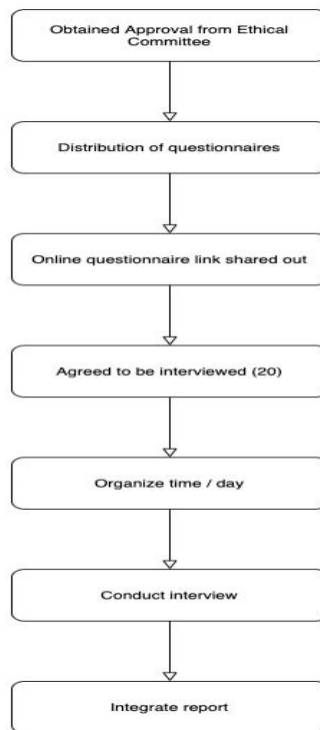 Obtained Approval from Ethical
Committee
Distribution of questionnaires
Online questionnaire link shared out
Agreed to be interviewed (20)
Organize time / day
Conduct interview
Integrate report